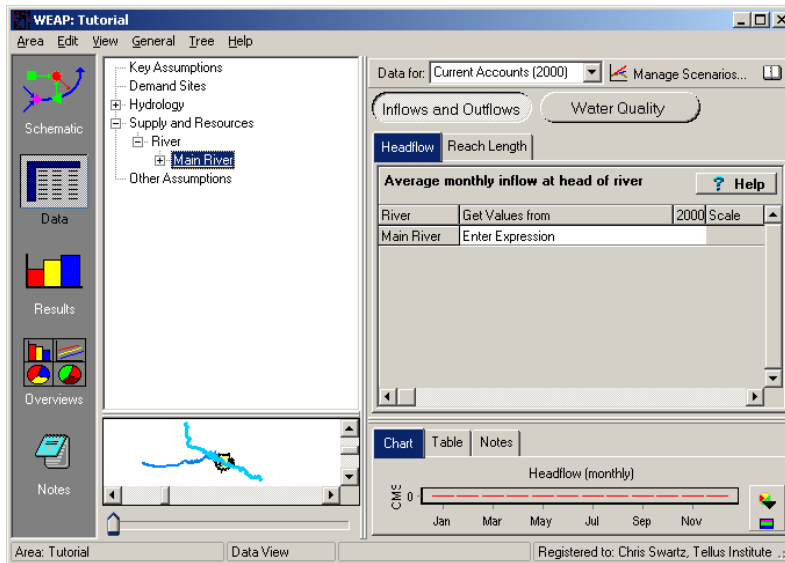 WEAP: Tutorial
Area Edit View General Tree Help
Schematic
Data
Results
Overviews
Notes
Key Assumptions
Demand Sites
Hydrology
Supply and Resources
River
Main River
Other Assumptions
Data for: Current Accounts (2000) Manage Scenarios...
Inflows and Outflows Water Quality
Headflow Reach Length
Average monthly inflow at head of river ? Help
River Get Values from 2000 Scale
Main River Enter Expression
Chart Table Notes
Headflow (monthly)
CMS
0
Jan Mar May Jul Sep Nov
Area: Tutorial Data View Registered to: Chris Swartz, Tellus Institute